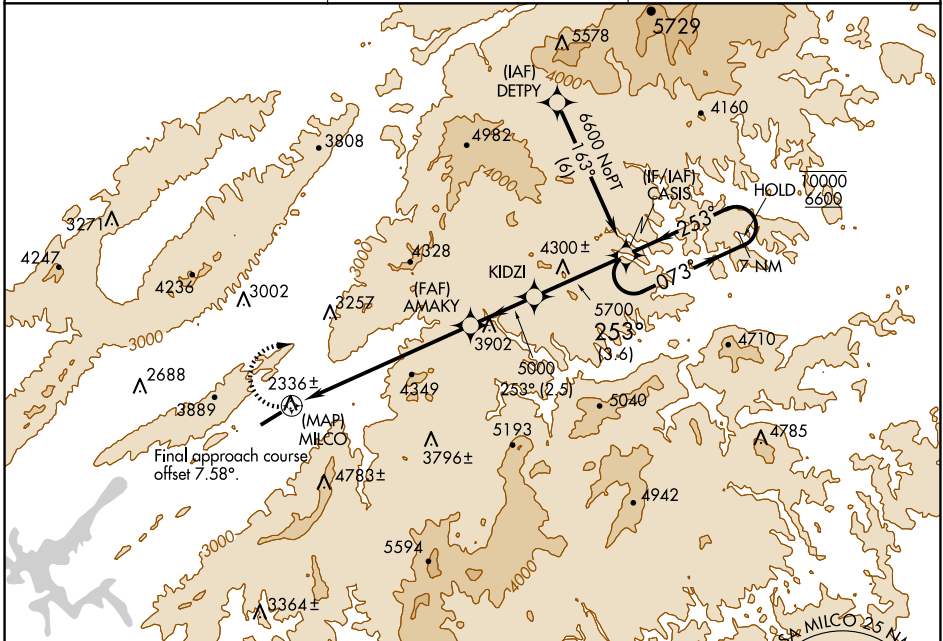 5578
5729
4000
(IAF)
DETPY
4160
6600 NoPT
163°
(6)
3808
4982
4000
(IF/IAF)
CASIS
HOLD
10000
6600
3271
253°
073°
7 NM
4247
4236
3002
3000
4328
4300±
KIDZI
(FAF)
AMAKY
3257
3902
5700
253°
(3.6)
3000
4710
5000
253° (2.5)
2688
2336±
4349
3889
(MAP)
MILCO
5040
Final approach course
offset 7.58°.
3796±
5193
4785
4783±
4942
3000
5594
4000
3364±
SA MILCO 25 N